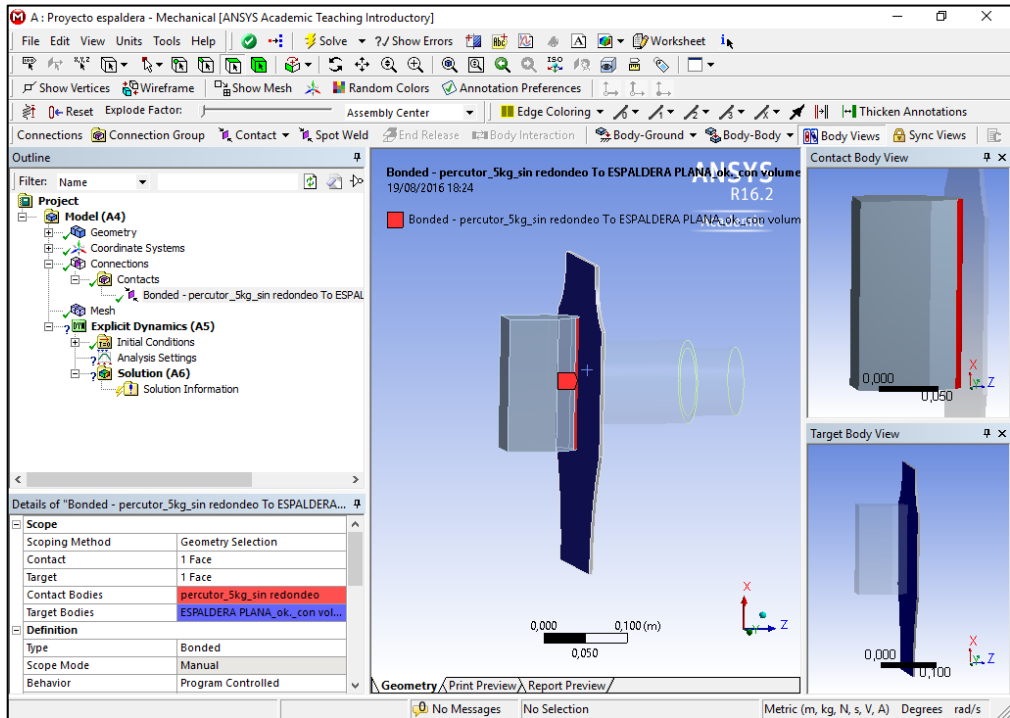 A : Proyecto espaldera - Mechanical [ANSYS Academic Teaching Introductory]
File Edit View Units Tools Help Solve ?/ Show Errors Worksheet
Show Vertices Wireframe Show Mesh Random Colors Annotation Preferences
Reset Explode Factor: Assembly Center Edge Coloring Thicken Annotations
Connections Connection Group Contact Spot Weld End Release Body Interaction Body-Ground Body-Body Body Views Sync Views
Outline
Filter: Name
Project
Model (A4)
Geometry
Coordinate Systems
Connections
Contacts
Bonded - percutor_5kg_sin redondeo To ESPAL
Mesh
Explicit Dynamics (A5)
Initial Conditions
Analysis Settings
Solution (A6)
Solution Information
Details of "Bonded - percutor_5kg_sin redondeo To ESPALDERA...
Scope
Scoping Method Geometry Selection
Contact 1 Face
Target 1 Face
Contact Bodies percutor_5kg_sin redondeo
Target Bodies ESPALDERA PLANA_ok._con vol...
Definition
Type Bonded
Scope Mode Manual
Behavior Program Controlled
Bonded - percutor_5kg_sin redondeo To ESPALDERA PLANA_ok._con volume
19/08/2016 18:24
Bonded - percutor_5kg_sin redondeo To ESPALDERA PLANA_ok._con volum
ANSYS
R16.2
Academic
0,000 0,100 (m)
0,050
X
Z
Geometry Print Preview Report Preview
Contact Body View
0,000
0,050
X
Z
Target Body View
0,000
0,100
X
Z
No Messages No Selection Metric (m, kg, N, s, V, A) Degrees rad/s